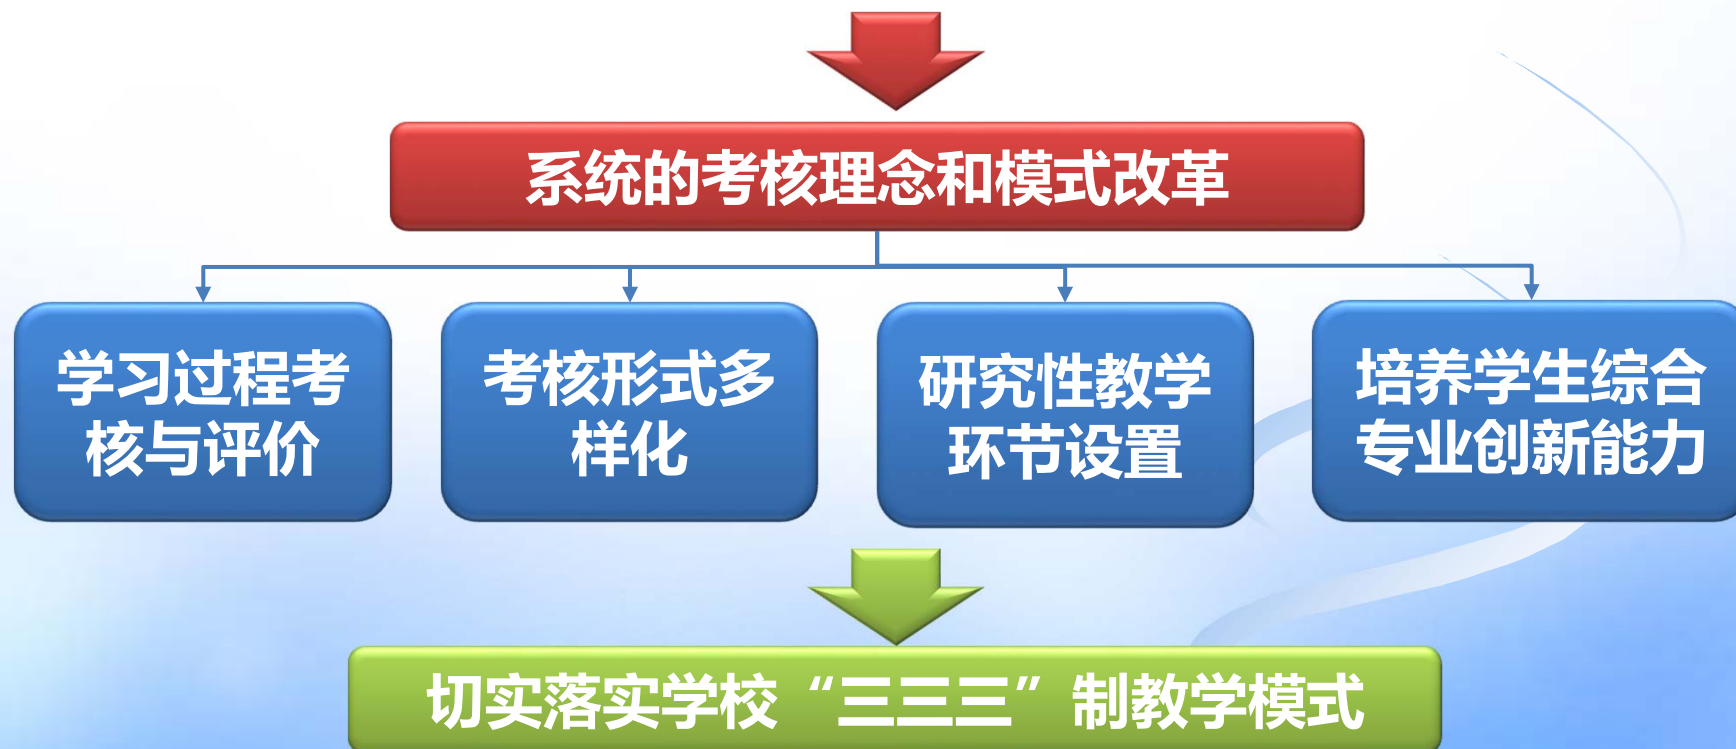 系统的考核理念和模式改革
学习过程考
核与评价
考核形式多
样化
研究性教学
环节设置
培养学生综合
专业创新能力
切实落实学校“三三三”制教学模式